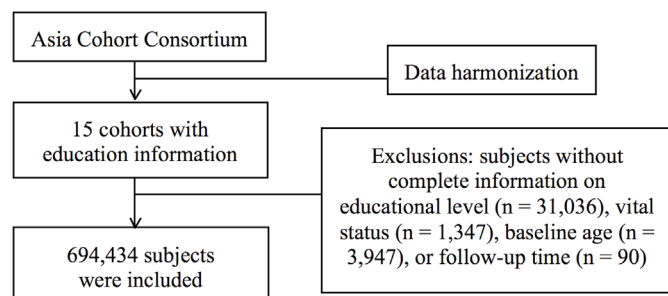 Asia Cohort Consortium
Data harmonization
15 cohorts with
education information
Exclusions: subjects without
complete information on
educational level (n = 31,036), vital
status (n = 1,347), baseline age (n =
3,947), or follow-up time (n = 90)
694,434 subjects
were included